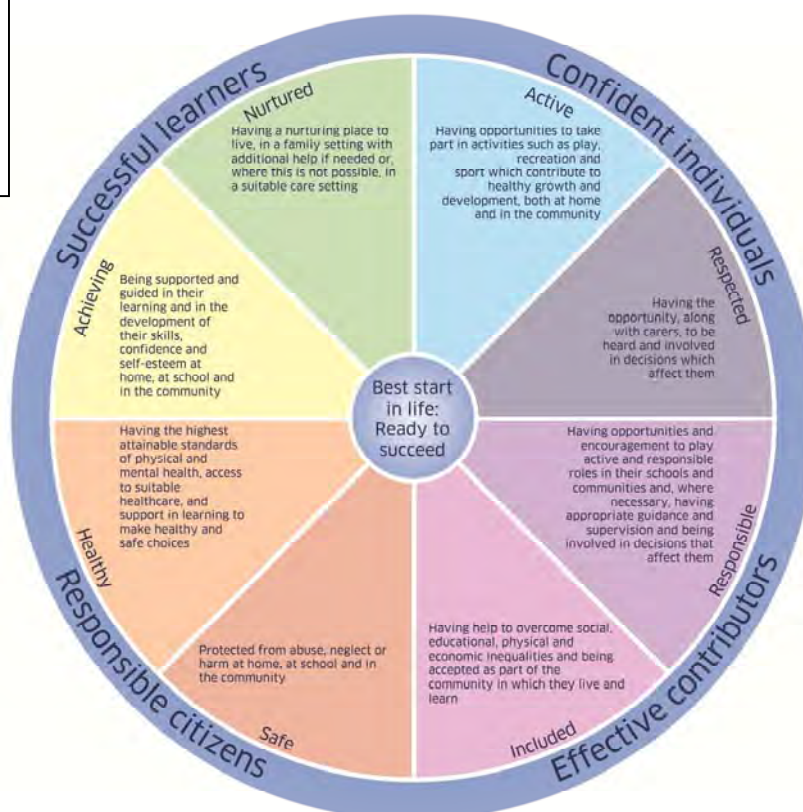 Successful learners
Confident individuals
Nurtured
Having a nurturing place to
live, in a family setting with
additional help if needed or,
where this is not possible, in
a suitable care setting
Active
Having opportunities to take
part in activities such as play,
recreation and
sport which contribute to
healthy growth and
development, both at home
and in the community
Achieving
Being supported and
guided in their
learning and in the
development of
their skills,
confidence and
self-esteem at
home, at school and
in the community
Respected
Having the
opportunity, along
with carers, to be
heard and involved
in decisions which
affect them
Best start
in life:
Ready to
succeed
Healthy
Having the highest
attainable standards
of physical and
mental health, access
to suitable
healthcare, and
support in learning to
make healthy and
safe choices
Responsible
Having opportunities and
encouragement to play
active and responsible
roles in their schools and
communities and, where
necessary, having
appropriate guidance and
supervision and being
involved in decisions that
affect them
Safe
Protected from abuse, neglect or
harm at home, at school and in
the community
Included
Having help to overcome social,
educational, physical and
economic inequalities and being
accepted as part of the
community in which they live and
learn
Responsible citizens
Effective contributors